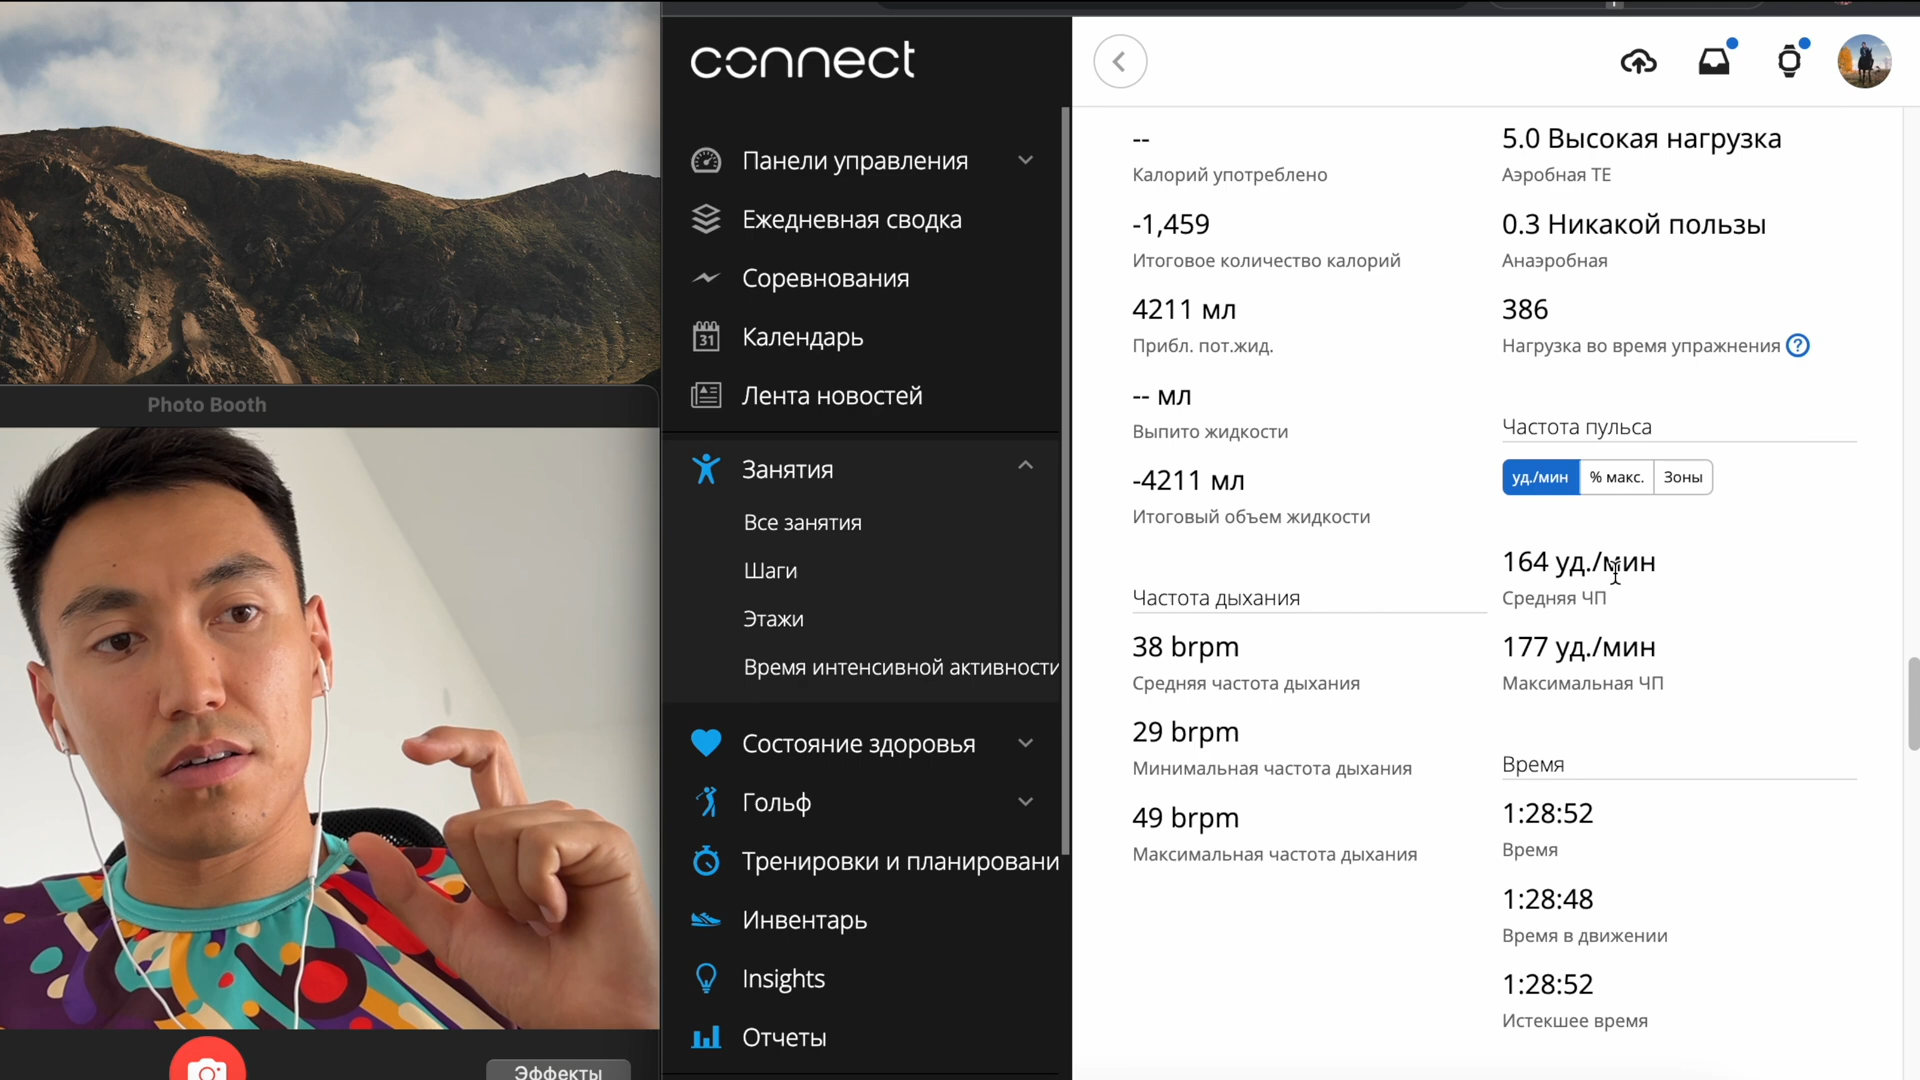 connect
Панели управления
Ежедневная сводка
Соревнования
31
Календарь
Лента новостей
Занятия
Все занятия
Шаги
Этажи
Время интенсивной активности
Состояние здоровья
Гольф
Тренировки и планировани
Инвентарь
Insights
Отчеты
Photo Booth
Эффекты
--
Калорий употреблено
-1,459
Итоговое количество калорий
4211 мл
Прибл. пот.жид.
-- мл
Выпито жидкости
-4211 мл
Итоговый объем жидкости
Частота дыхания
38 brpm
Средняя частота дыхания
29 brpm
Минимальная частота дыхания
49 brpm
Максимальная частота дыхания
5.0 Высокая нагрузка
Аэробная TE
0.3 Никакой пользы
Анаэробная
386
Нагрузка во время упражнения ?
Частота пульса
уд./мин % макс. Зоны
164 уд./мин
Средняя ЧП
177 уд./мин
Максимальная ЧП
Время
1:28:52
Время
1:28:48
Время в движении
1:28:52
Истекшее время